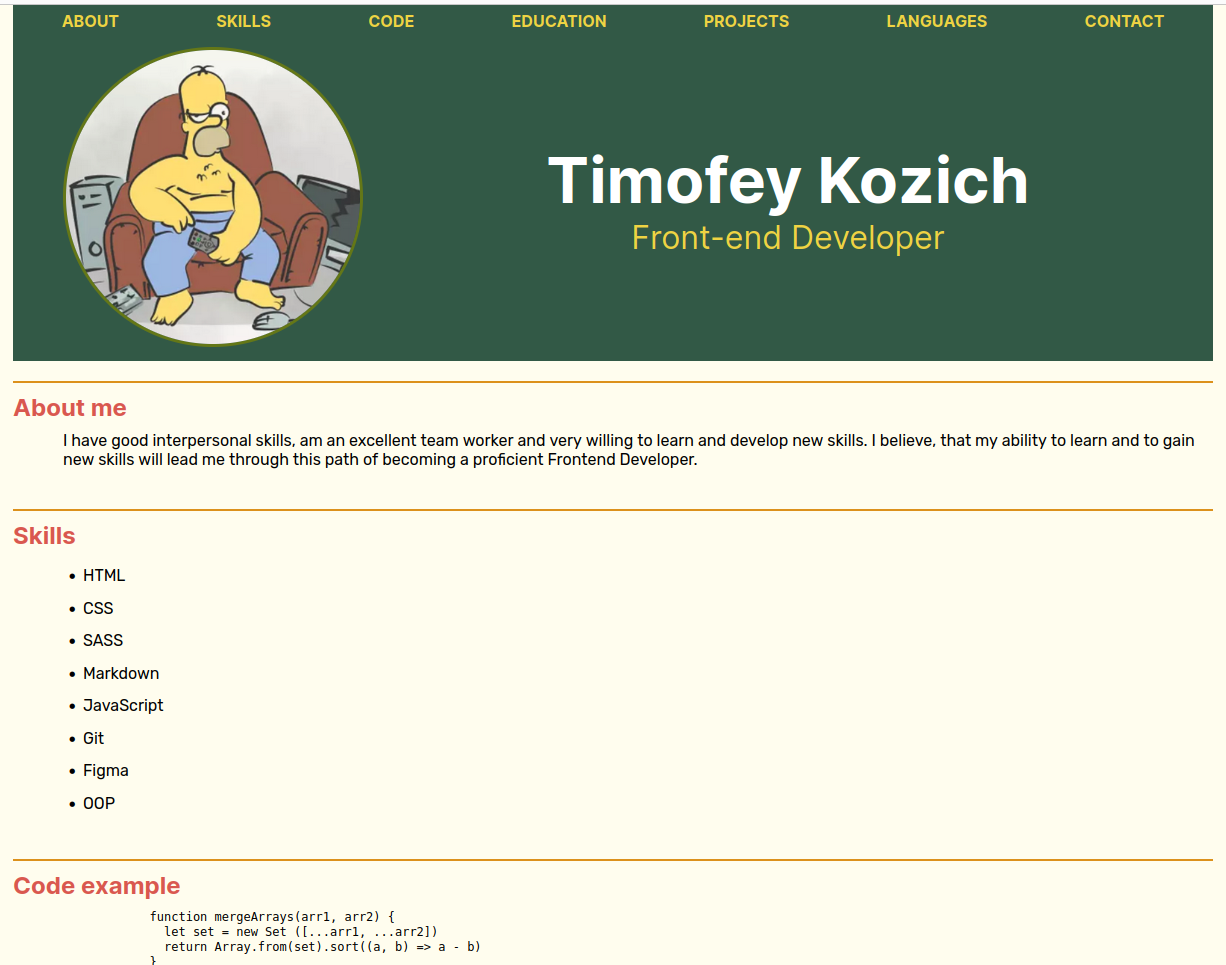 ABOUT SKILLS CODE EDUCATION PROJECTS LANGUAGES CONTACT
Timofey Kozich
Front-end Developer
About me
I have good interpersonal skills, am an excellent team worker and very willing to learn and develop new skills. I believe, that my ability to learn and to gain
new skills will lead me through this path of becoming a proficient Frontend Developer.
Skills
• HTML
• CSS
• SASS
• Markdown
• JavaScript
• Git
• Figma
• OOP
Code example
function mergeArrays(arr1, arr2) {
  let set = new Set ([...arr1, ...arr2])
  return Array.from(set).sort((a, b) => a - b)
}